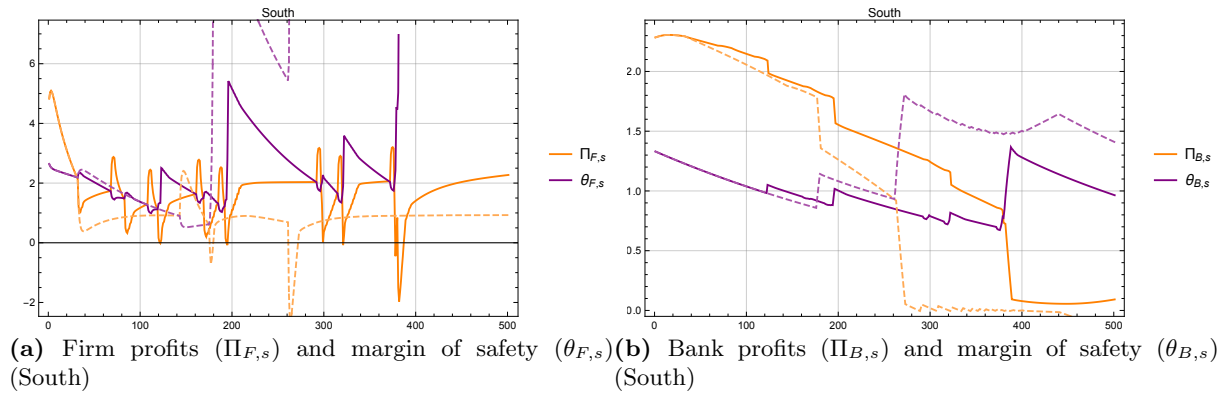 South
6
4
2
0
−2
0
100
200
300
400
500
Π_{F,s}
θ_{F,s}
South
2.0
1.5
1.0
0.5
0.0
0
100
200
300
400
500
Π_{B,s}
θ_{B,s}
(a) Firm profits (Π_{F,s}) and margin of safety (θ_{F,s})
(South)
(b) Bank profits (Π_{B,s}) and margin of safety (θ_{B,s})
(South)